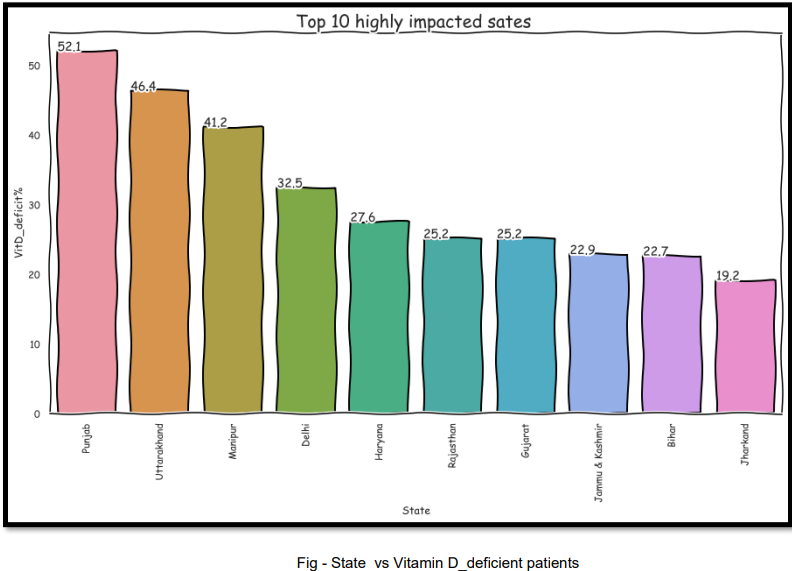 Top 10 highly impacted sates
52.1
46.4
41.2
32.5
27.6
25.2
25.2
22.9
22.7
19.2
VitD_deficit%
50
40
30
20
10
0
Punjab
Uttarakhand
Manipur
Delhi
Haryana
Rajasthan
Gujarat
Jammu & Kashmir
Bihar
Jharkand
State
Fig - State vs Vitamin D_deficient patients